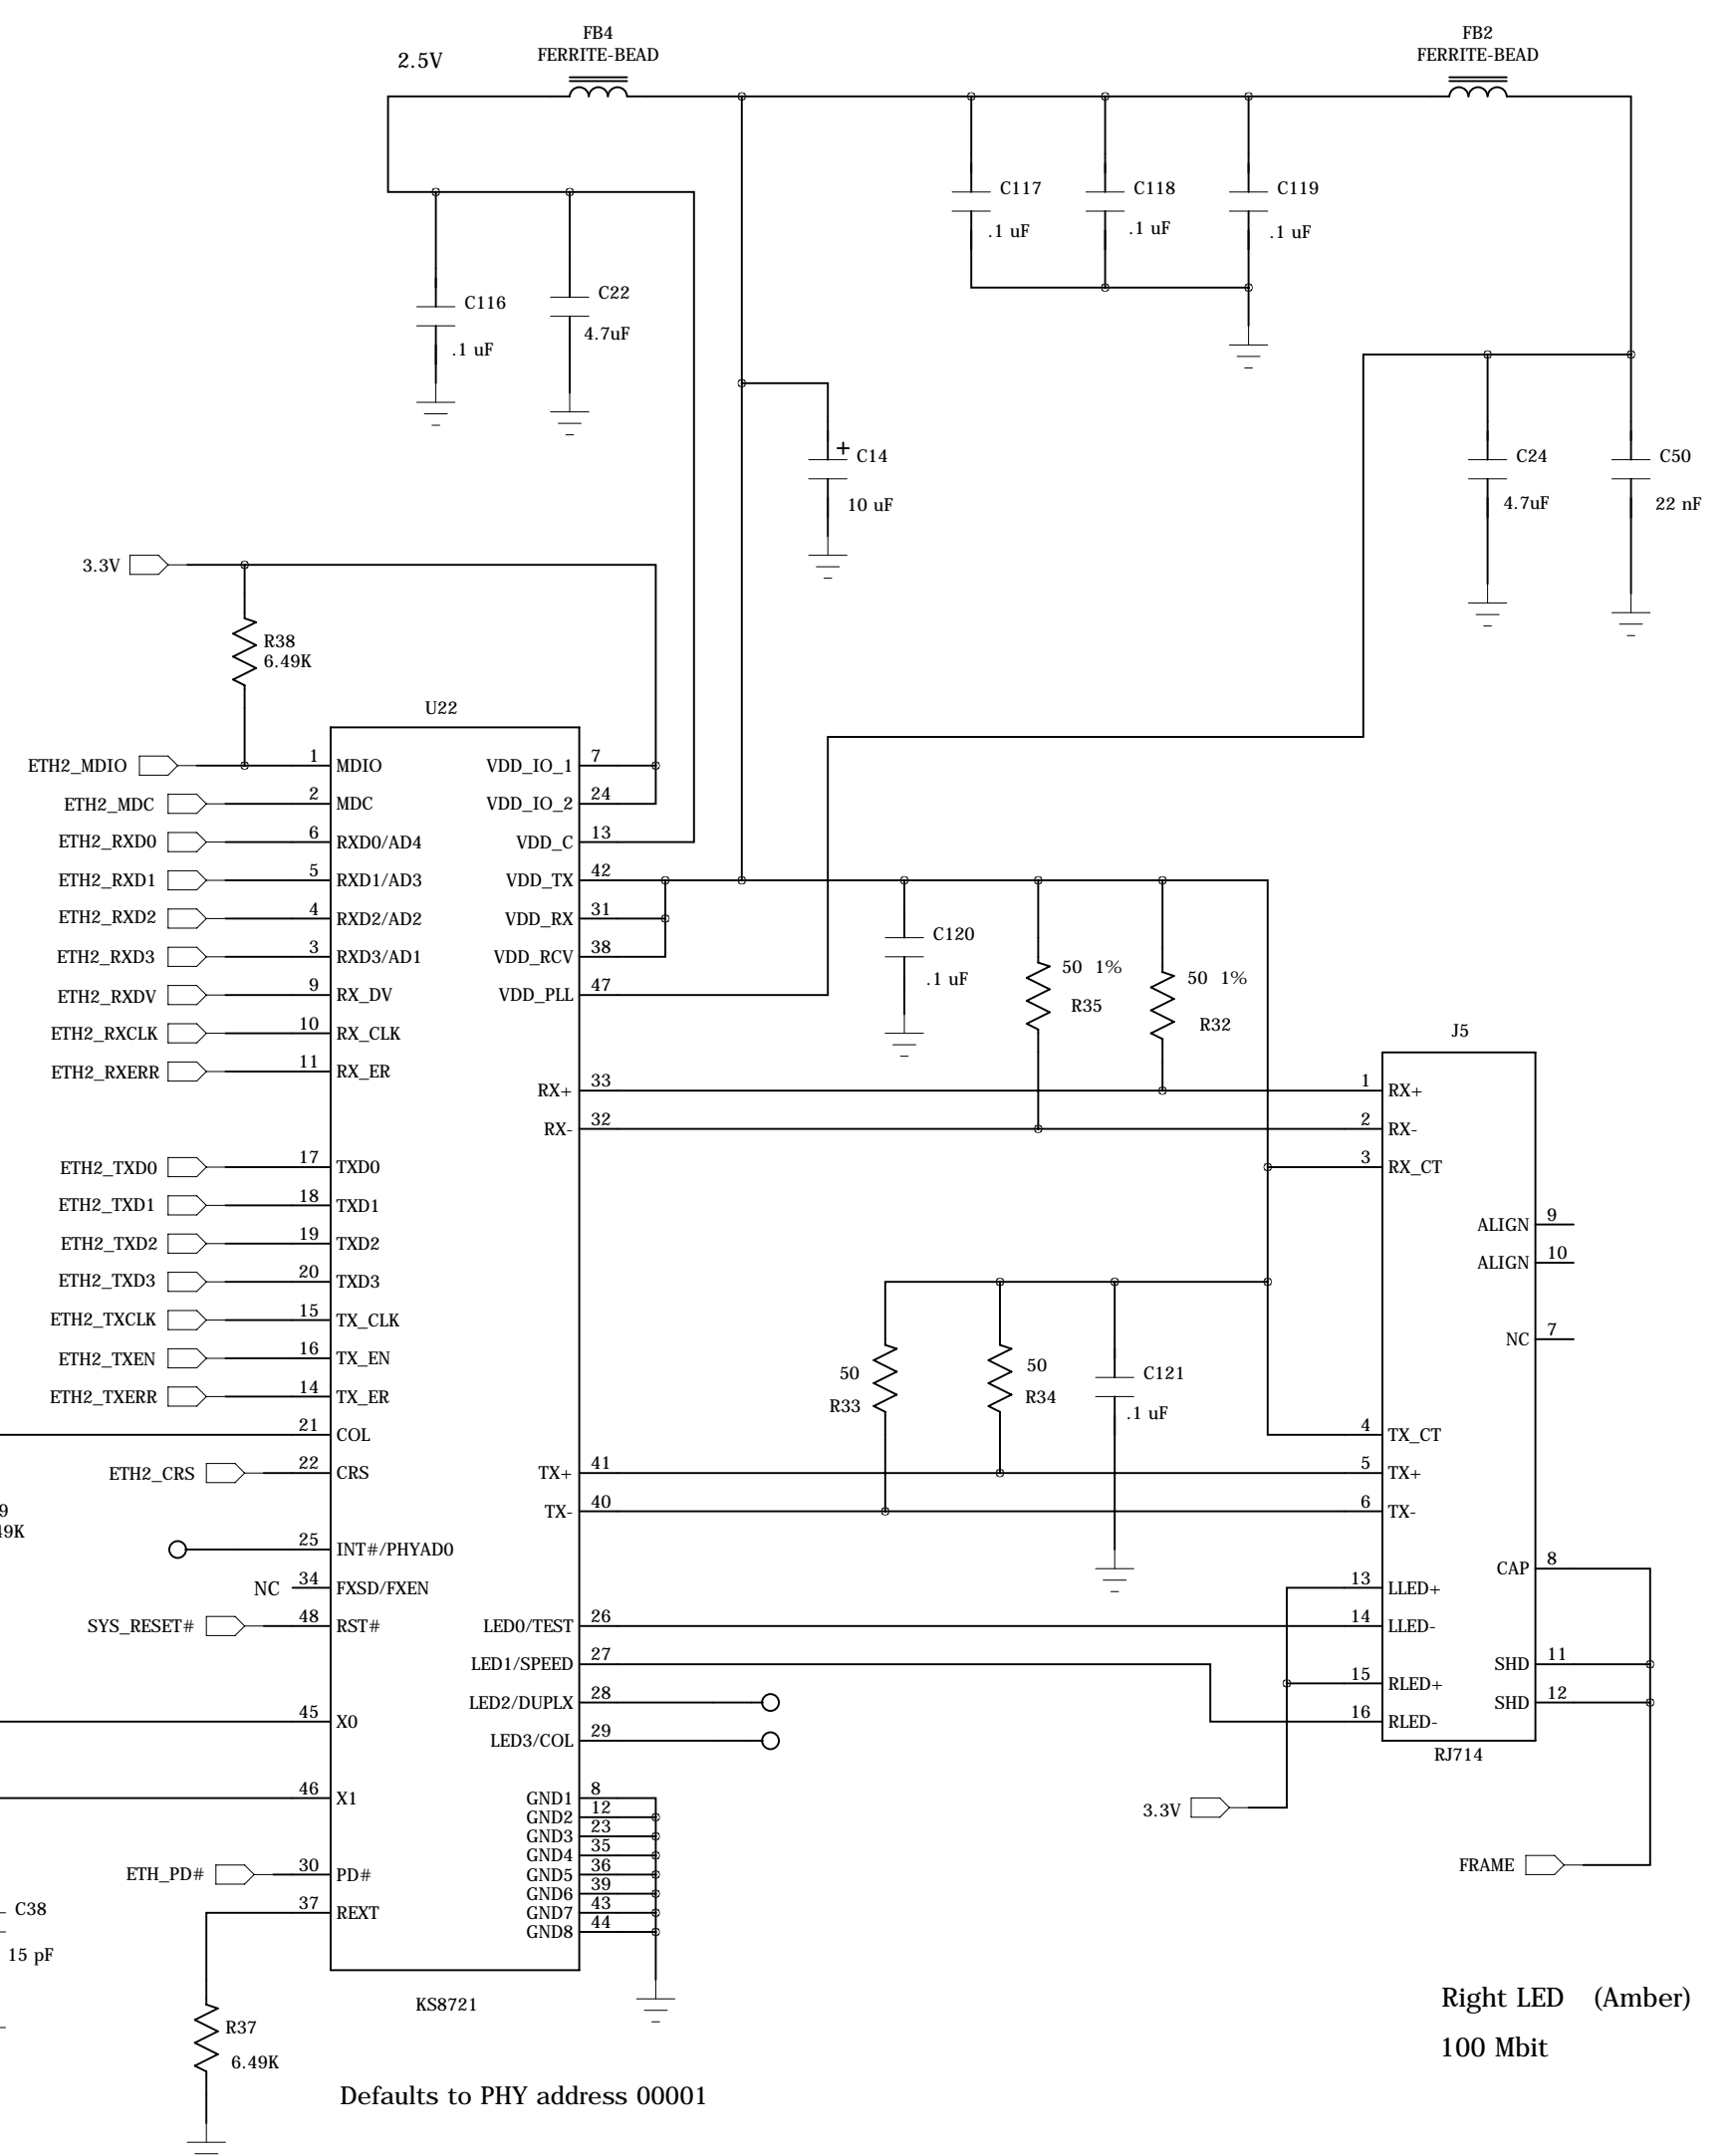 FB4
FERRITE-BEAD
2.5V
FB2
FERRITE-BEAD
C117
.1 uF
C118
.1 uF
C119
.1 uF
C116
.1 uF
C22
4.7uF
+ C14
10 uF
C24
4.7uF
C50
22 nF
3.3V
R38
6.49K
U22
ETH2_MDIO 1 MDIO
ETH2_MDC 2 MDC
ETH2_RXD0 6 RXD0/AD4
ETH2_RXD1 5 RXD1/AD3
ETH2_RXD2 4 RXD2/AD2
ETH2_RXD3 3 RXD3/AD1
ETH2_RXDV 9 RX_DV
ETH2_RXCLK 10 RX_CLK
ETH2_RXERR 11 RX_ER
ETH2_TXD0 17 TXD0
ETH2_TXD1 18 TXD1
ETH2_TXD2 19 TXD2
ETH2_TXD3 20 TXD3
ETH2_TXCLK 15 TX_CLK
ETH2_TXEN 16 TX_EN
ETH2_TXERR 14 TX_ER
21 COL
ETH2_CRS 22 CRS
9
49K
25 INT#/PHYAD0
NC 34 FXSD/FXEN
SYS_RESET# 48 RST#
45 X0
46 X1
ETH_PD# 30 PD#
37 REXT
C38
15 pF
R37
6.49K
VDD_IO_1 7
VDD_IO_2 24
VDD_C 13
VDD_TX 42
VDD_RX 31
VDD_RCV 38
VDD_PLL 47
RX+ 33
RX- 32
TX+ 41
TX- 40
LED0/TEST 26
LED1/SPEED 27
LED2/DUPLX 28
LED3/COL 29
GND1 8
GND2 12
GND3 23
GND4 35
GND5 36
GND6 39
GND7 43
GND8 44
KS8721
C120
.1 uF
50 1%
R35
50 1%
R32
50
R33
50
R34
C121
.1 uF
J5
1 RX+
2 RX-
3 RX_CT
4 TX_CT
5 TX+
6 TX-
13 LLED+
14 LLED-
15 RLED+
16 RLED-
ALIGN 9
ALIGN 10
NC 7
CAP 8
SHD 11
SHD 12
RJ714
3.3V
FRAME
Right LED (Amber)
100 Mbit
Defaults to PHY address 00001